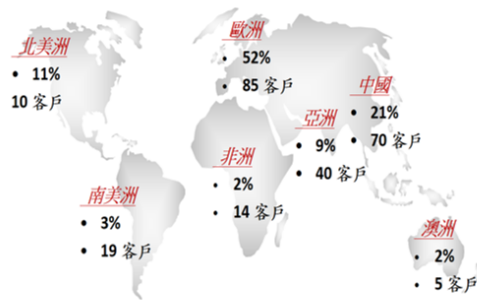 北美洲
• 11%
10 客戶
歐洲
• 52%
• 85 客戶
中國
• 21%
• 70 客戶
亞洲
• 9%
• 40 客戶
非洲
• 2%
• 14 客戶
南美洲
• 3%
• 19 客戶
澳洲
• 2%
• 5 客戶